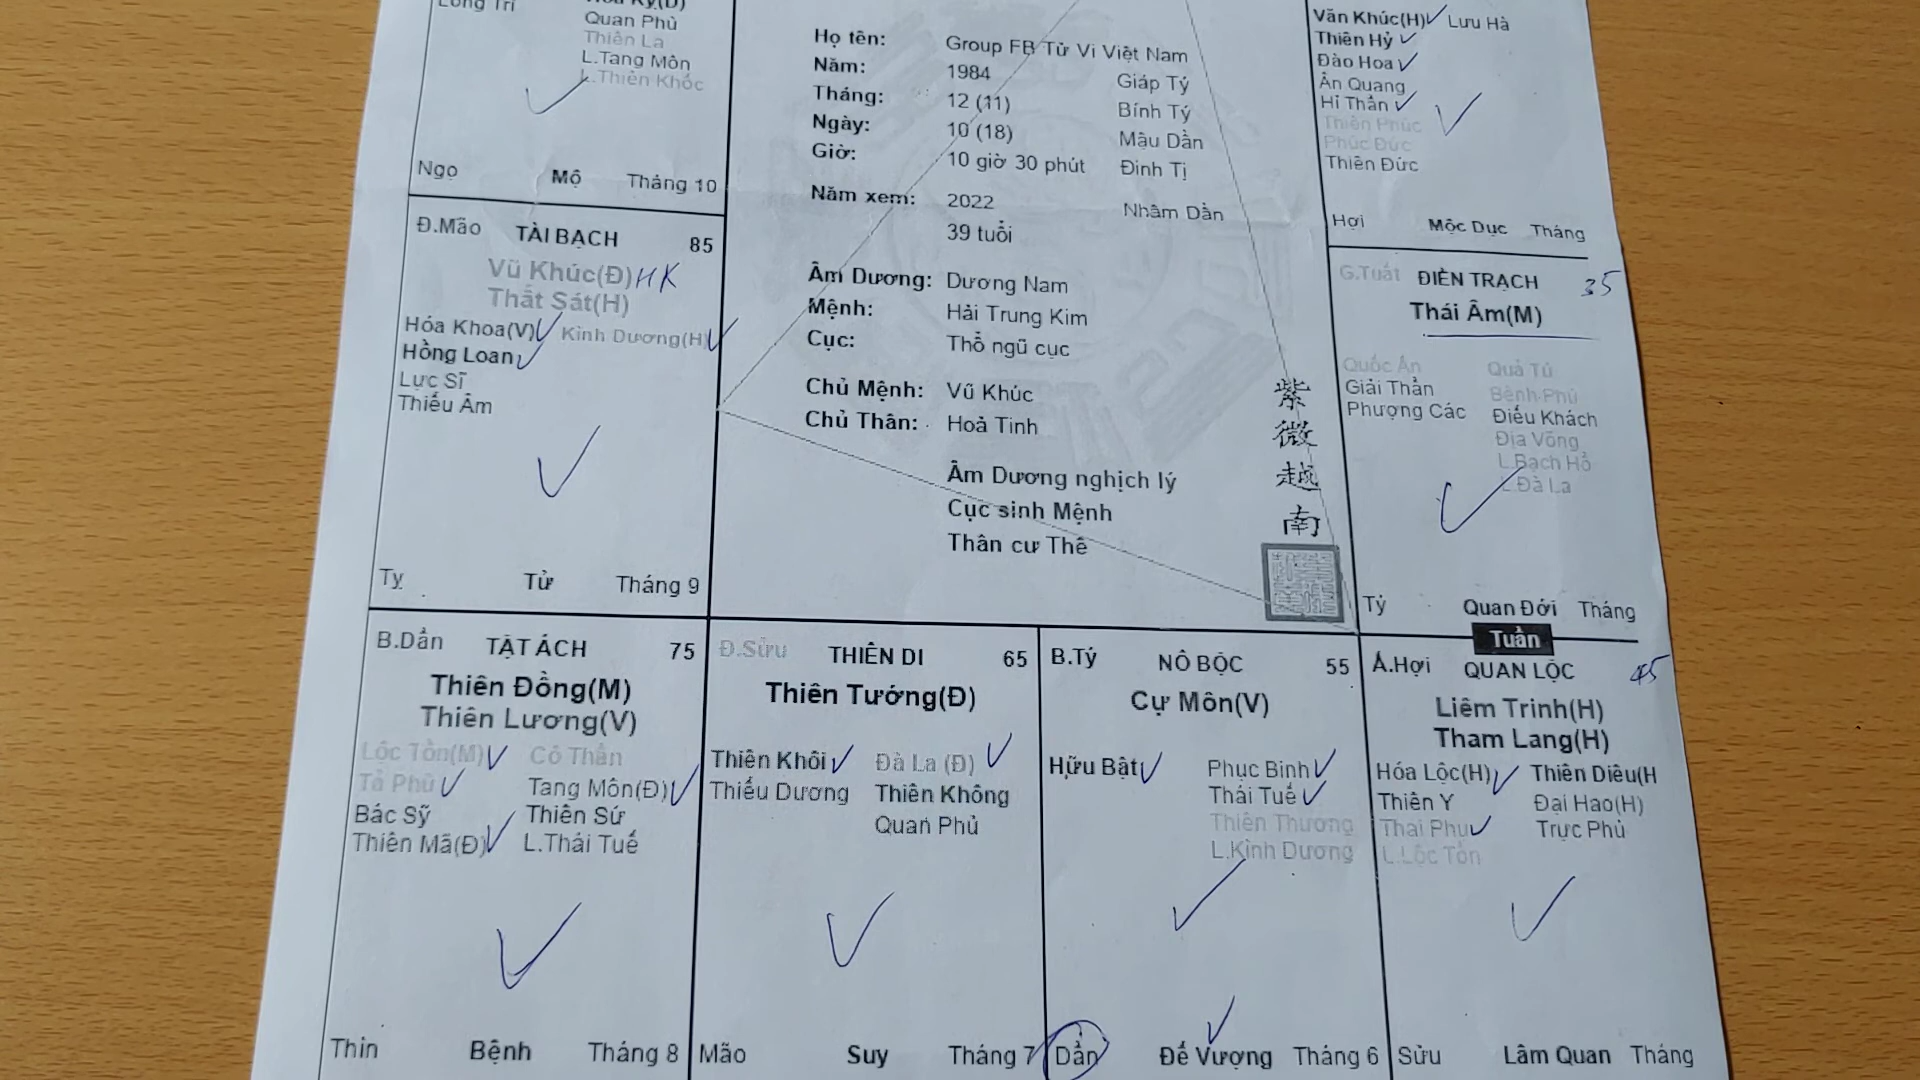 Long Trì
Quan Phủ
Thiên La
L.Tang Môn
L.Thiên Khốc
Ngọ Mộ Tháng 10
Họ tên: Group FB Tử Vi Việt Nam
Năm: 1984 Giáp Tý
Tháng: 12 (11) Bính Tý
Ngày: 10 (18) Mậu Dần
Giờ: 10 giờ 30 phút Đinh Tị
Năm xem: 2022 Nhâm Dần
39 tuổi
Âm Dương: Dương Nam
Mệnh: Hải Trung Kim
Cục: Thổ ngũ cục
Chủ Mệnh: Vũ Khúc
Chủ Thân: Hoả Tinh
Âm Dương nghịch lý
Cục sinh Mệnh
Thân cư Thê
紫
微
越
南
Văn Khúc(H) Lưu Hà
Thiên Hỷ
Đào Hoa
Ân Quang
Hỉ Thần
Thiên Phúc
Phúc Đức
Thiên Đức
Hợi Mộc Dục Tháng
Đ.Mão TÀI BẠCH 85
Vũ Khúc(Đ) HK
Thất Sát(H)
Hóa Khoa(V) Kình Dương(H)
Hồng Loan
Lực Sĩ
Thiếu Âm
Tỵ Tử Tháng 9
G.Tuất ĐIỀN TRẠCH 35
Thái Âm(M)
Quốc Ấn Quả Tú
Giải Thần Bệnh Phù
Phượng Các Điếu Khách
Địa Võng
L.Bạch Hổ
L.Đà La
Tý Quan Đới Tháng
Tuần
B.Dần TẬT ÁCH 75
Thiên Đồng(M)
Thiên Lương(V)
Lộc Tồn(M) Cô Thần
Tả Phù Tang Môn(Đ)
Bác Sỹ Thiên Sứ
Thiên Mã(Đ) L.Thái Tuế
Thìn Bệnh Tháng 8
Đ.Sửu THIÊN DI 65
Thiên Tướng(Đ)
Thiên Khôi Đà La (Đ)
Thiếu Dương Thiên Không
Quan Phủ
Mão Suy Tháng 7
B.Tý NÔ BỘC 55
Cự Môn(V)
Hữu Bật Phục Binh
Thái Tuế
Thiên Thương
L.Kình Dương
Dần Đế Vượng Tháng 6
Ấ.Hợi QUAN LỘC 45
Liêm Trinh(H)
Tham Lang(H)
Hóa Lộc(H) Thiên Diêu(H
Thiên Y Đại Hao(H)
Thai Phụ Trực Phù
L.Lộc Tồn
Sửu Lâm Quan Tháng